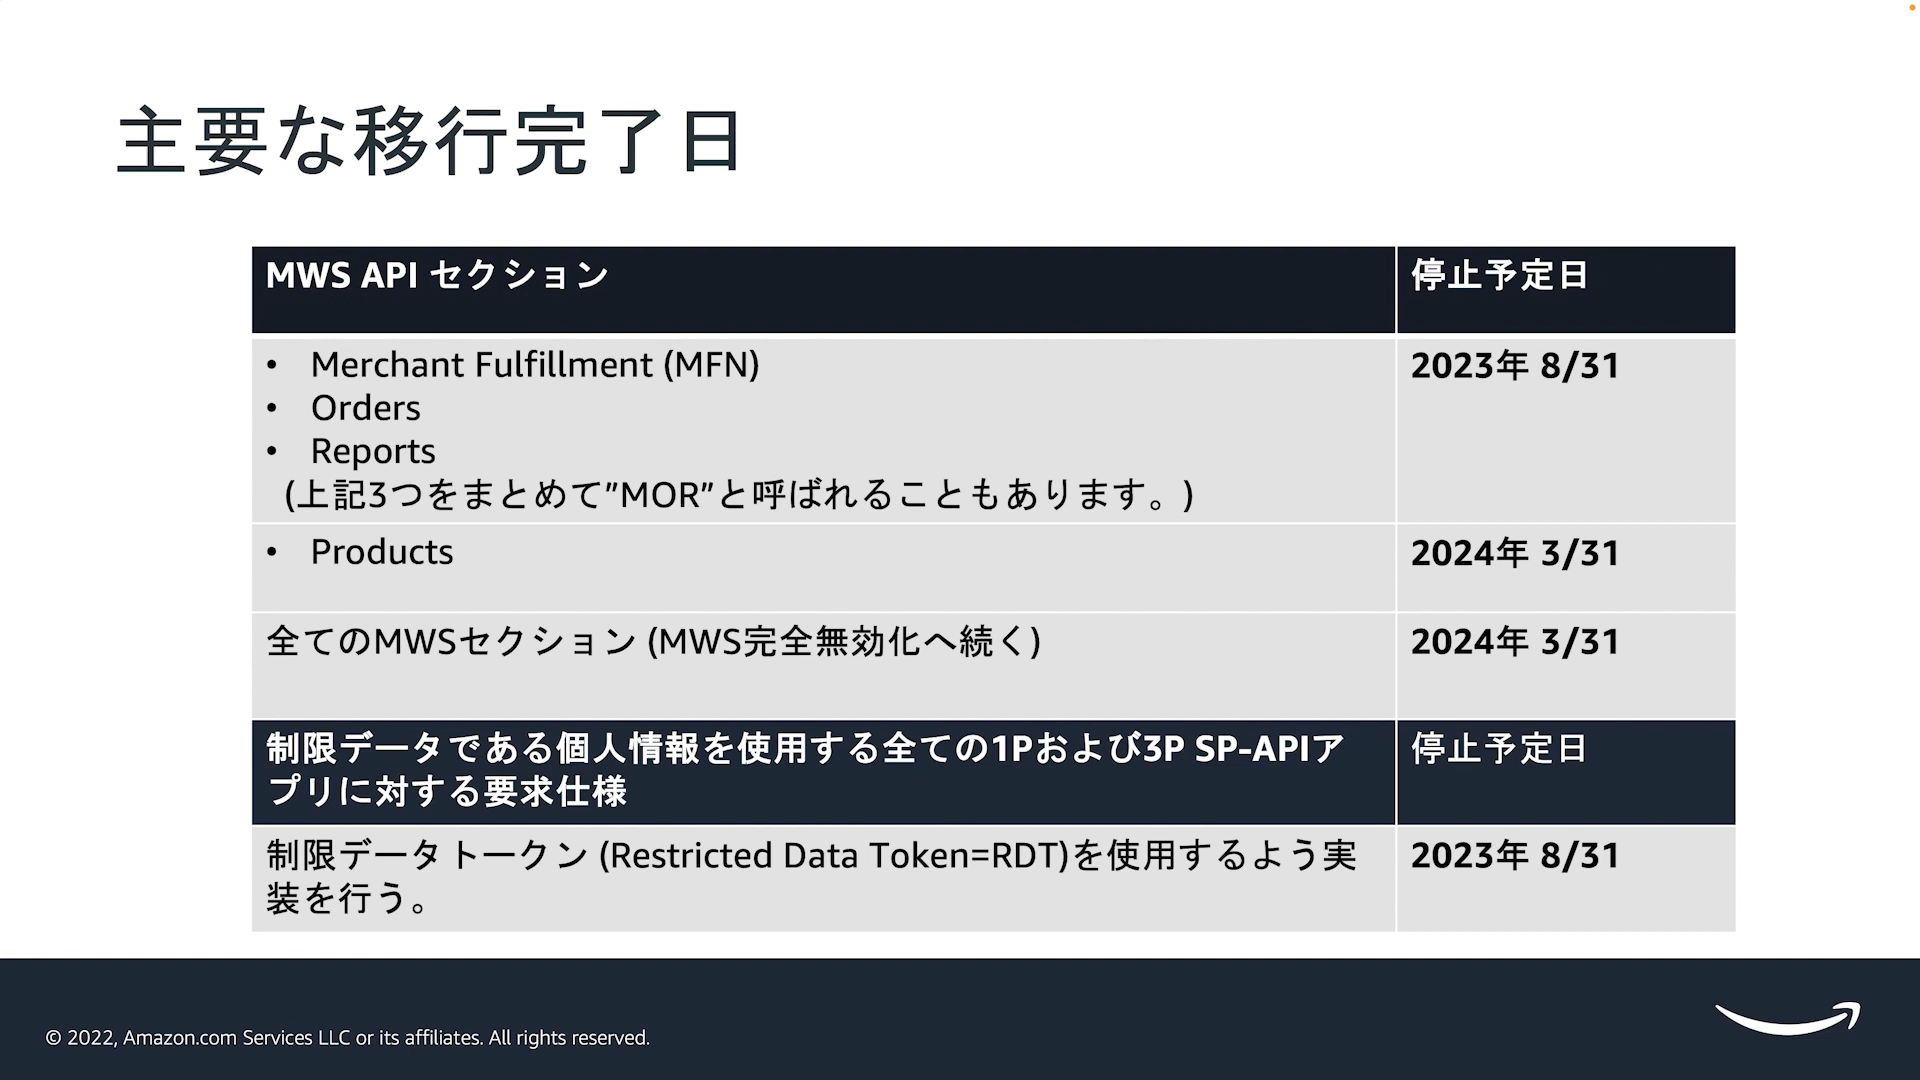 主要な移行完了日
MWS API セクション
停止予定日
• Merchant Fulfillment (MFN)
2023年 8/31
• Orders
• Reports
(上記3つをまとめて”MOR”と呼ばれることもあります。)
• Products
2024年 3/31
全てのMWSセクション (MWS完全無効化へ続く)
2024年 3/31
制限データである個人情報を使用する全ての1Pおよび3P SP-APIア
プリに対する要求仕様
停止予定日
制限データトークン (Restricted Data Token=RDT)を使用するよう実
装を行う。
2023年 8/31
© 2022, Amazon.com Services LLC or its affiliates. All rights reserved.